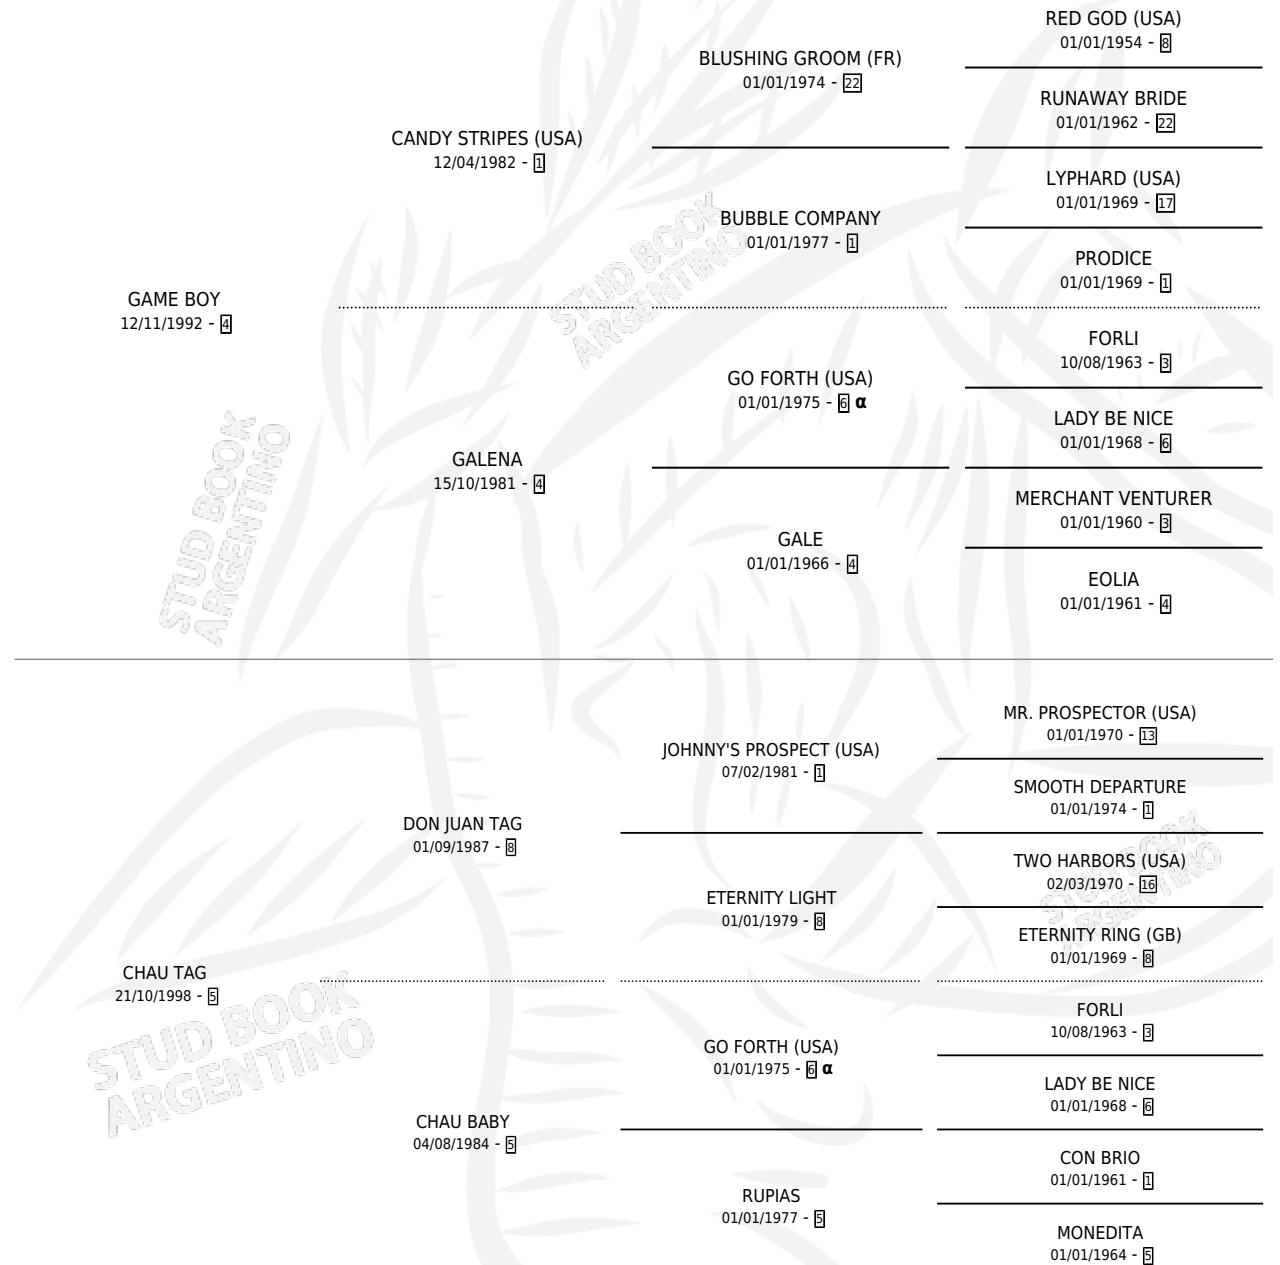 RED GOD (USA)
01/01/1954 - 8
BLUSHING GROOM (FR)
01/01/1974 - 22
RUNAWAY BRIDE
01/01/1962 - 22
CANDY STRIPES (USA)
12/04/1982 - 1
LYPHARD (USA)
01/01/1969 - 17
BUBBLE COMPANY
01/01/1977 - 1
PRODICE
01/01/1969 - 1
STUD BOOK
ARGENTINO
GAME BOY
12/11/1992 - 4
FORLI
10/08/1963 - 3
GO FORTH (USA)
01/01/1975 - 6 α
LADY BE NICE
01/01/1968 - 6
GALENA
15/10/1981 - 4
MERCHANT VENTURER
01/01/1960 - 3
GALE
01/01/1966 - 4
EOLIA
01/01/1961 - 4
STUD BOOK
ARGENTINO
MR. PROSPECTOR (USA)
01/01/1970 - 13
JOHNNY'S PROSPECT (USA)
07/02/1981 - 1
SMOOTH DEPARTURE
01/01/1974 - 1
DON JUAN TAG
01/09/1987 - 8
TWO HARBORS (USA)
02/03/1970 - 16
ETERNITY LIGHT
01/01/1979 - 8
STUD BOOK
ARGENTINO
ETERNITY RING (GB)
01/01/1969 - 8
CHAU TAG
21/10/1998 - 5
FORLI
10/08/1963 - 3
GO FORTH (USA)
01/01/1975 - 6 α
STUD BOOK
ARGENTINO
LADY BE NICE
01/01/1968 - 6
CHAU BABY
04/08/1984 - 5
CON BRIO
01/01/1961 - 1
RUPIAS
01/01/1977 - 5
MONEDITA
01/01/1964 - 5